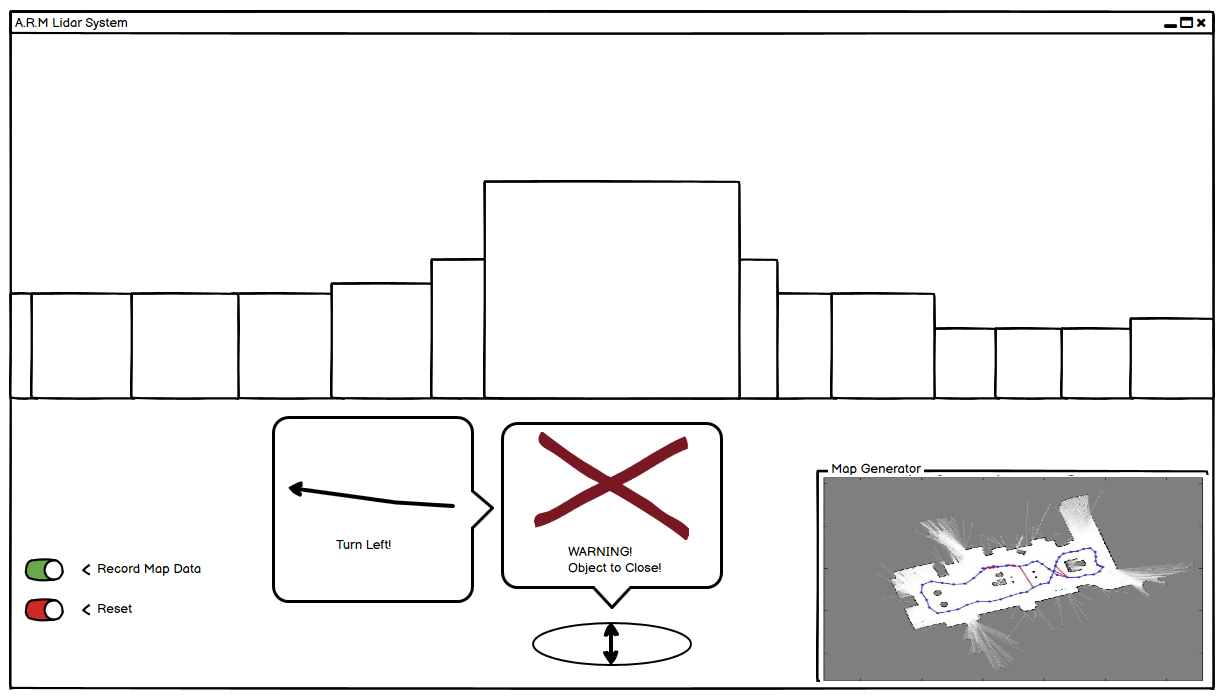 A.R.M Lidar System
Turn Left!
WARNING!
Object to Close!
< Record Map Data
< Reset
Map Generator